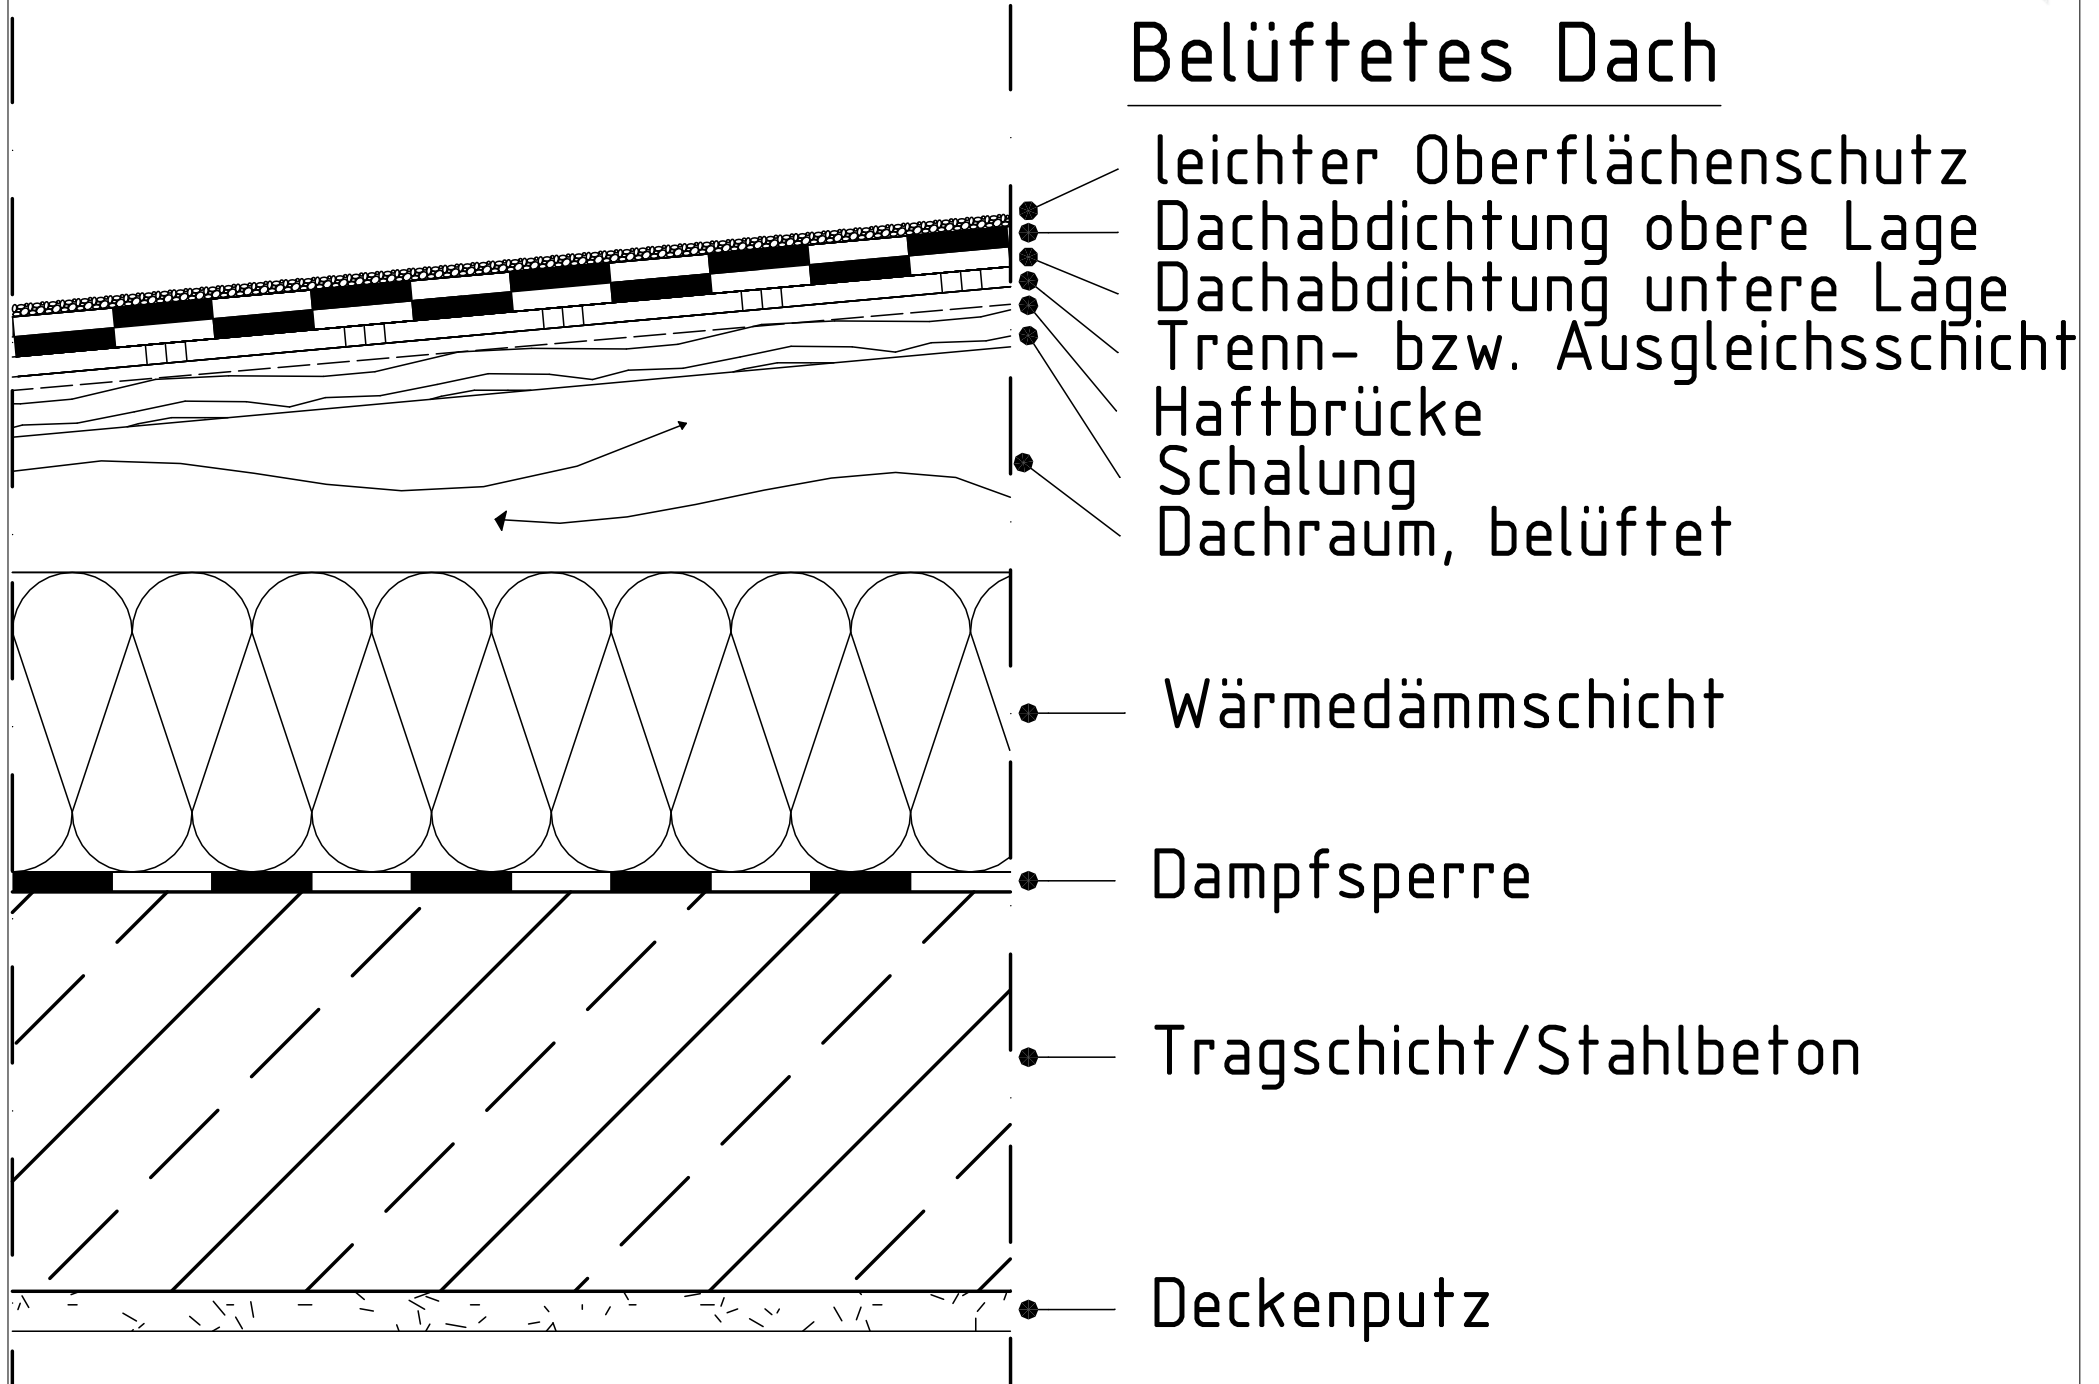 Belüftetes Dach
leichter Oberflächenschutz
Dachabdichtung obere Lage
Dachabdichtung untere Lage
Trenn- bzw. Ausgleichsschicht
Haftbrücke
Schalung
Dachraum, belüftet
Wärmedämmschicht
Dampfsperre
Tragschicht/Stahlbeton
Deckenputz